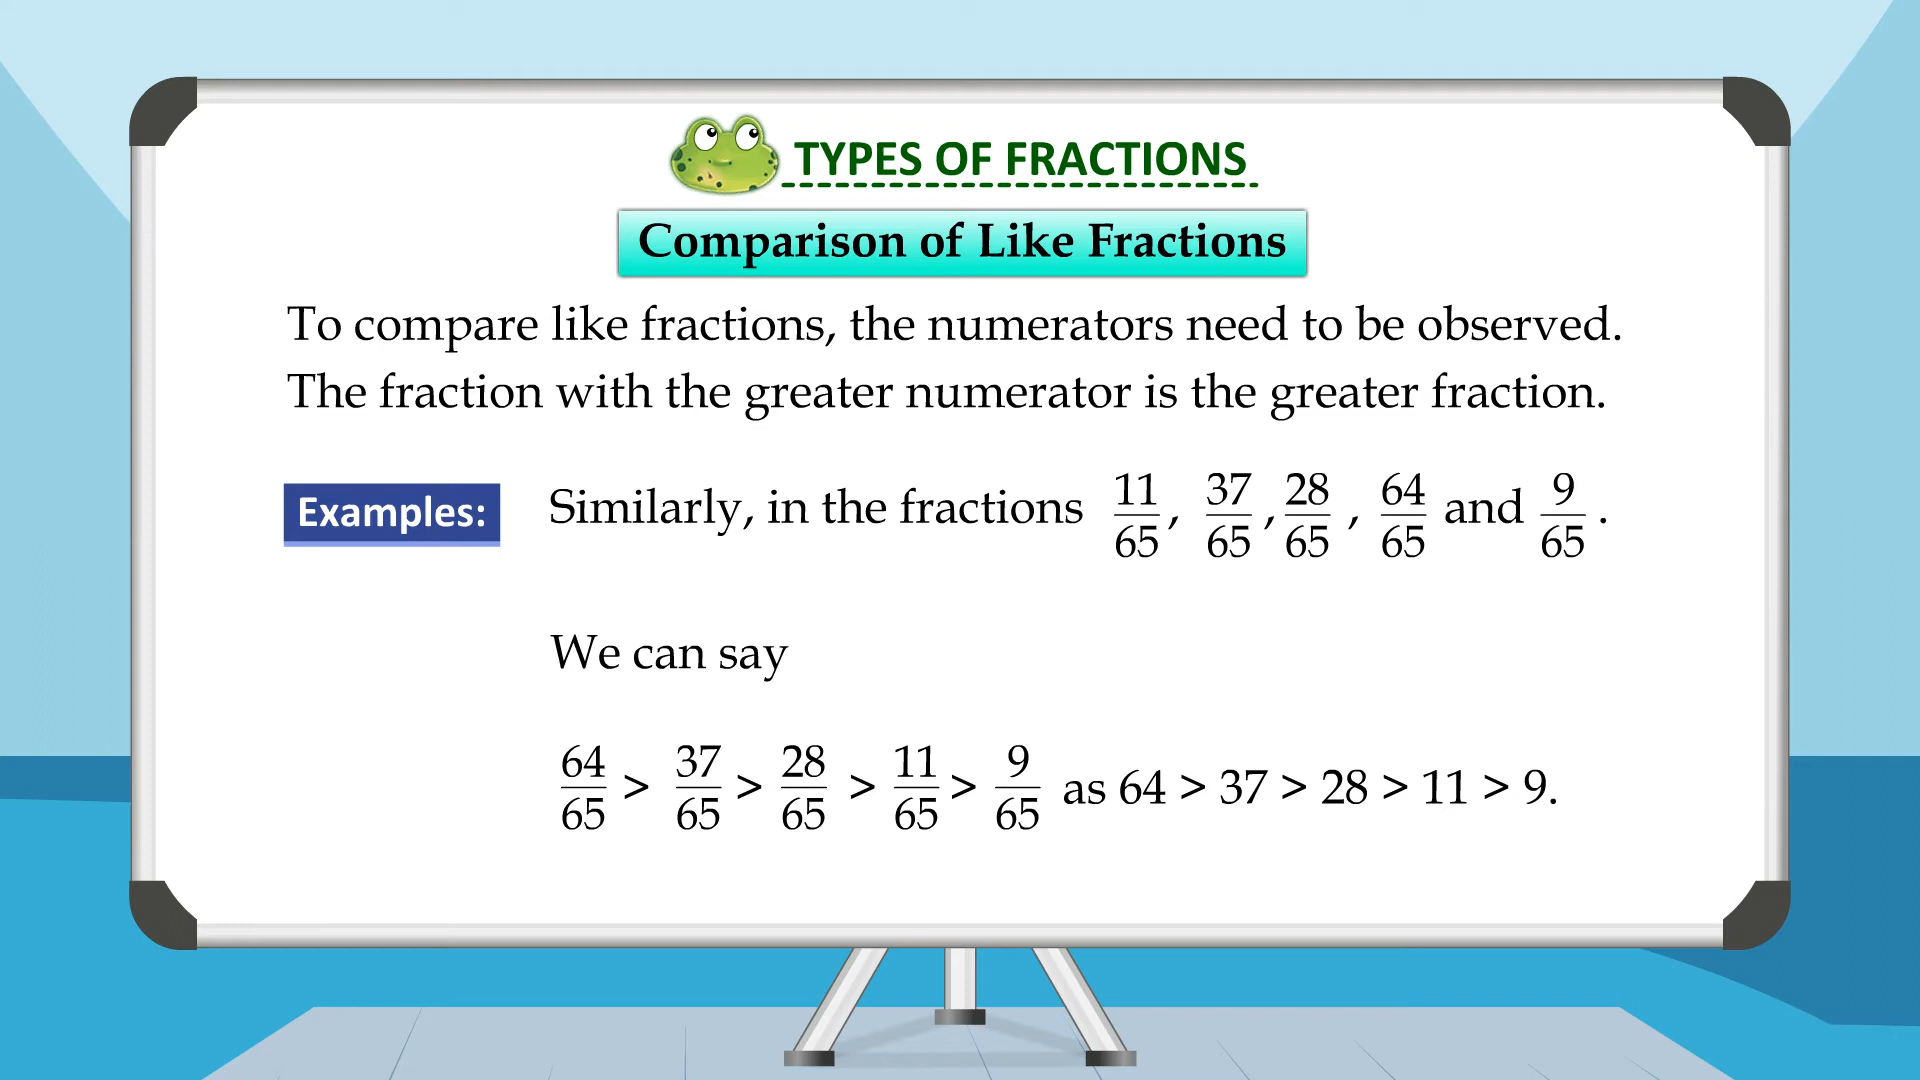 TYPES OF FRACTIONS
Comparison of Like Fractions
To compare like fractions, the numerators need to be observed.
The fraction with the greater numerator is the greater fraction.
Examples: Similarly, in the fractions 11/65, 37/65, 28/65, 64/65 and 9/65.
We can say
64/65 > 37/65 > 28/65 > 11/65 > 9/65 as 64 > 37 > 28 > 11 > 9.